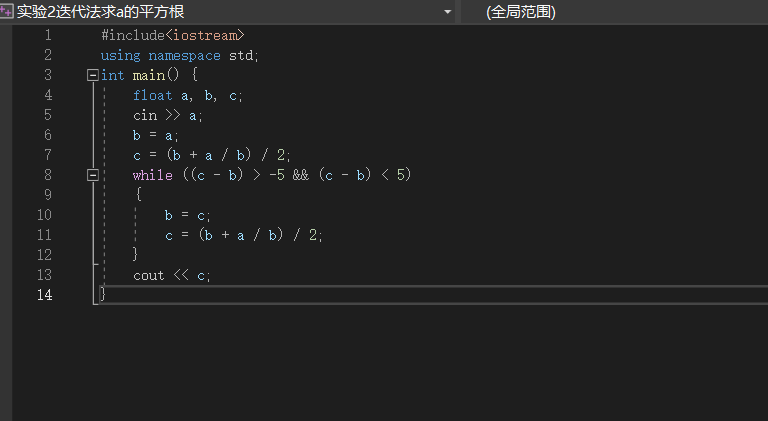 实验2迭代法求a的平方根 (全局范围)
1 #include<iostream>
2 using namespace std;
3 int main() {
4 float a, b, c;
5 cin >> a;
6 b = a;
7 c = (b + a / b) / 2;
8 while ((c - b) > -5 && (c - b) < 5)
9 {
10 b = c;
11 c = (b + a / b) / 2;
12 }
13 cout << c;
14 }